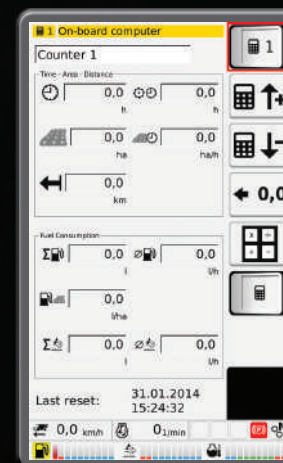 1 On-board computer
1
Counter 1
Time - Area - Distance
0,0 0,0
h h
0,0 0,0
ha ha/h
0,0
km
0,0
Fuel Consumption
Σ 0,0 ⌀ 0,0
l l/h
0,0
l/ha
Σ 0,0 ⌀ 0,0
l l/h
Last reset: 31.01.2014
15:24:32
0,0 km/h 0 1/min (P)